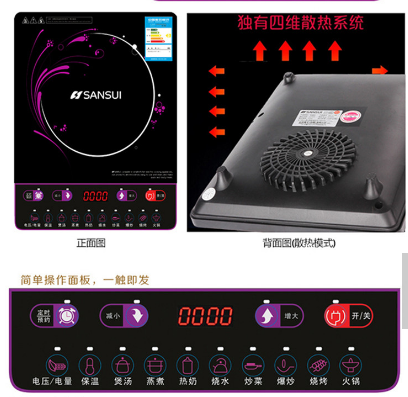 独有四维散热系统
SANSUI
SANSUI
0000
电压/电量 保温 煲汤 蒸煮 热奶 烧水 炒菜 爆炒 烧烤 火锅
正面图
背面图(散热模式)
简单操作面板，一触即发
定时
预约
减小
0000
增大
开/关
电压/电量 保温 煲汤 蒸煮 热奶 烧水 炒菜 爆炒 烧烤 火锅